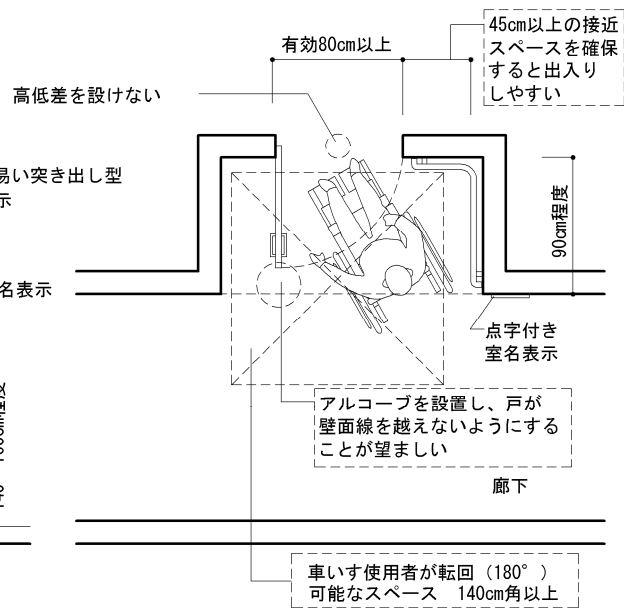 45cm以上の接近
スペースを確保
すると出入り
しやすい
有効80cm以上
高低差を設けない
易い突き出し型
示
90cm程度
名表示
点字付き
室名表示
アルコーブを設置し、戸が
壁面線を越えないようにする
ことが望ましい
廊下
車いす使用者が転回（180°）
可能なスペース　140cm角以上